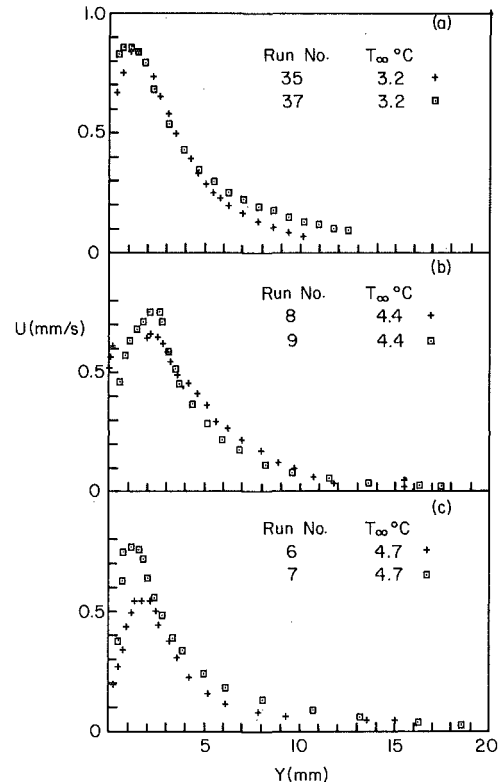 (a)
1.0
Run No. T∞ °C
35 3.2 +
37 3.2 ⊡
0.5
0
(b)
Run No. T∞ °C
8 4.4 +
9 4.4 ⊡
U(mm/s)
0.5
0
(c)
Run No. T∞ °C
6 4.7 +
7 4.7 ⊡
0.5
0
5 10 15 20
Y(mm)